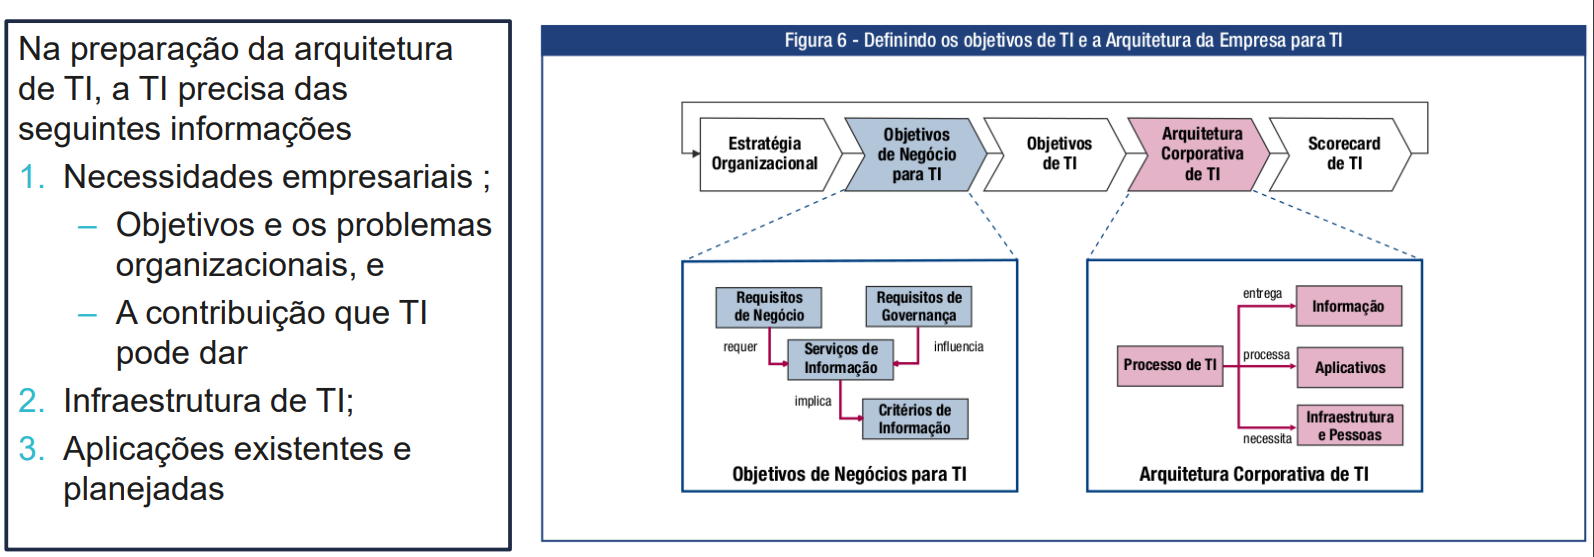 Na preparação da arquitetura
de TI, a TI precisa das
seguintes informações
1. Necessidades empresariais ;
– Objetivos e os problemas
organizacionais, e
– A contribuição que TI
pode dar
2. Infraestrutura de TI;
3. Aplicações existentes e
planejadas
Figura 6 - Definindo os objetivos de TI e a Arquitetura da Empresa para TI
Estratégia
Organizacional
Objetivos
de Negócio
para TI
Objetivos
de TI
Arquitetura
Corporativa
de TI
Scorecard
de TI
Requisitos
de Negócio
Requisitos de
Governança
requer
Serviços de
Informação
influencia
implica
Critérios de
Informação
Objetivos de Negócios para TI
entrega
Informação
Processo de TI
processa
Aplicativos
necessita
Infraestrutura
e Pessoas
Arquitetura Corporativa de TI